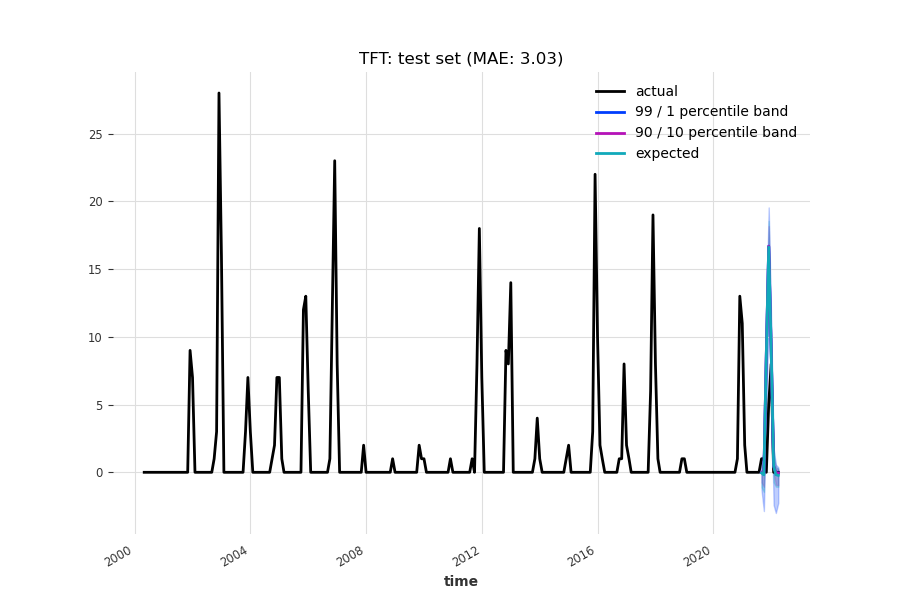 TFT: test set (MAE: 3.03)
actual
99 / 1 percentile band
90 / 10 percentile band
expected
25
20
15
10
5
0
2000
2004
2008
2012
2016
2020
time